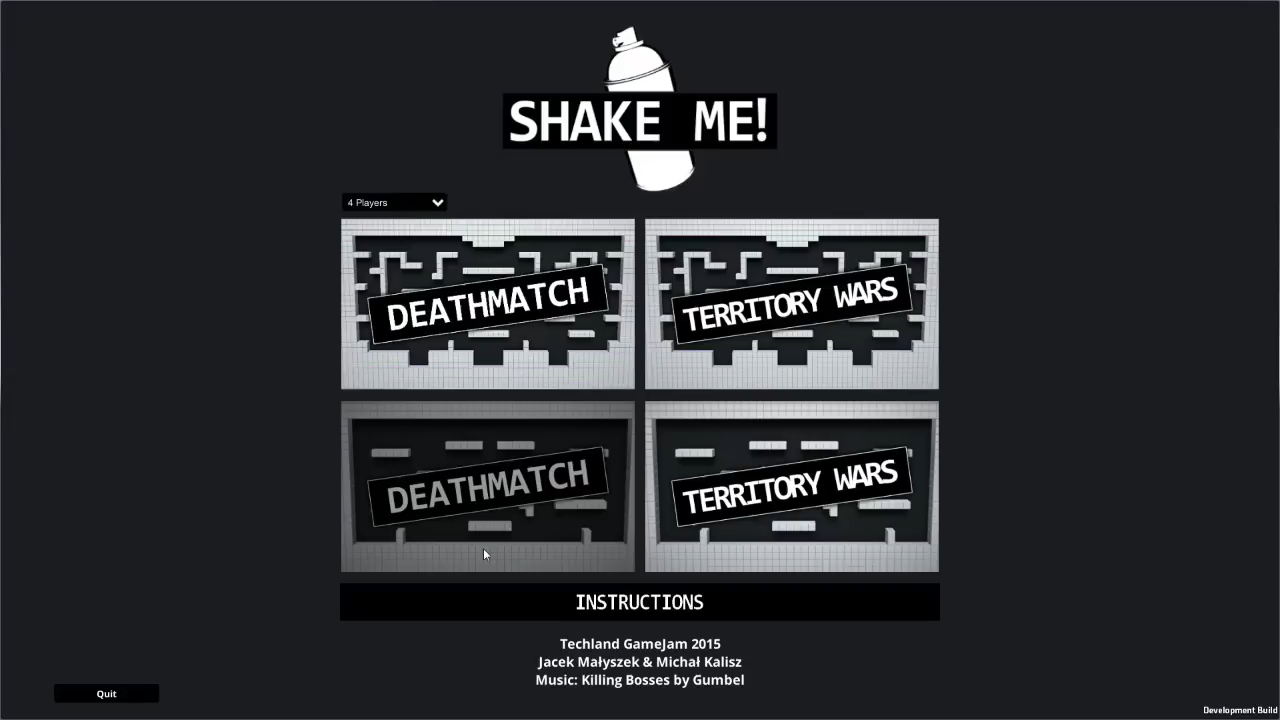 SHAKE ME!
4 Players
DEATHMATCH
TERRITORY WARS
DEATHMATCH
TERRITORY WARS
INSTRUCTIONS
Techland GameJam 2015
Jacek Małyszek & Michał Kalisz
Music: Killing Bosses by Gumbel
Quit
Development Build